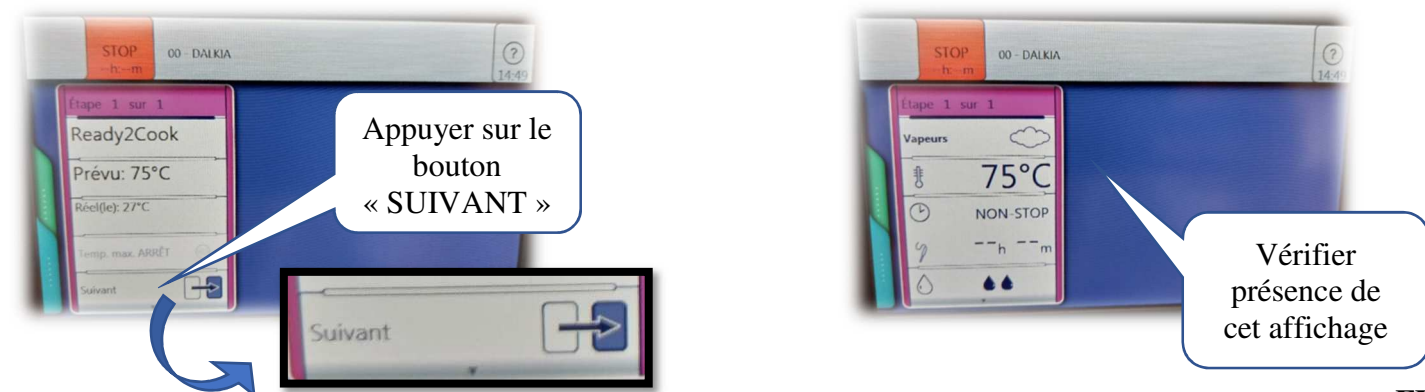 STOP
--h:--m
00 - DALKIA
?
14:49
Étape 1 sur 1
Ready2Cook
Prévu: 75°C
Réel(le): 27°C
Temp. max. ARRÊT
Suivant
Appuyer sur le
bouton
« SUIVANT »
Suivant
STOP
--h:--m
00 - DALKIA
?
14:49
Étape 1 sur 1
Vapeurs
75°C
NON-STOP
--h --m
Vérifier
présence de
cet affichage